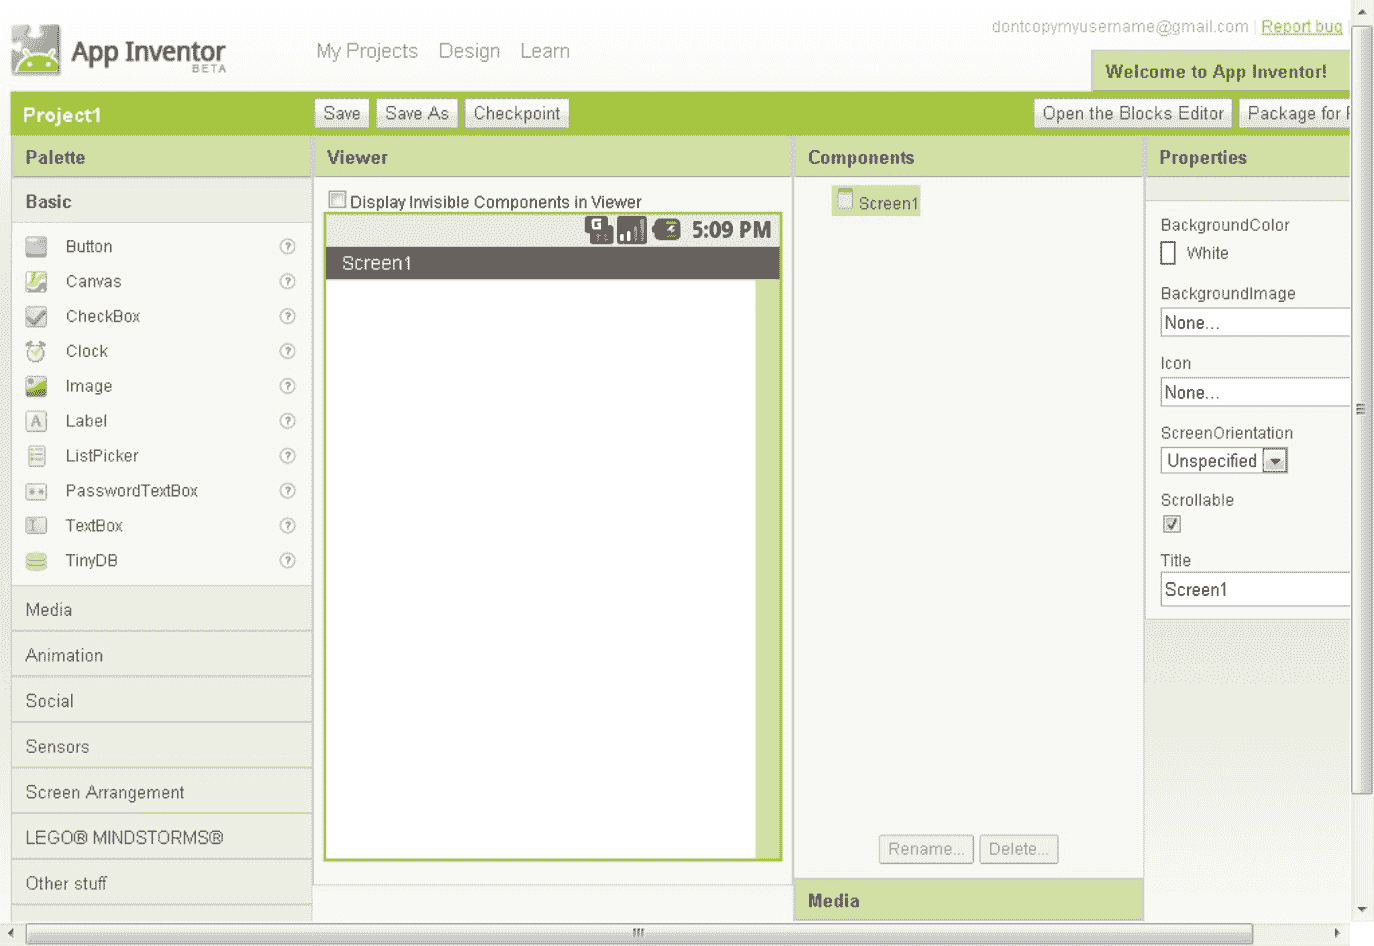 dontcopymyusername@gmail.com | Report bug
App Inventor
BETA
My Projects Design Learn
Welcome to App Inventor!
Project1
Save Save As Checkpoint
Open the Blocks Editor Package for
Palette
Viewer
Components
Properties
Basic
Button ?
Canvas ?
CheckBox ?
Clock ?
Image ?
Label ?
ListPicker ?
PasswordTextBox ?
TextBox ?
TinyDB ?
Media
Animation
Social
Sensors
Screen Arrangement
LEGO® MINDSTORMS®
Other stuff
Display Invisible Components in Viewer
5:09 PM
Screen1
Screen1
Rename...
Delete...
Media
BackgroundColor
White
BackgroundImage
None...
Icon
None...
ScreenOrientation
Unspecified
Scrollable
Title
Screen1